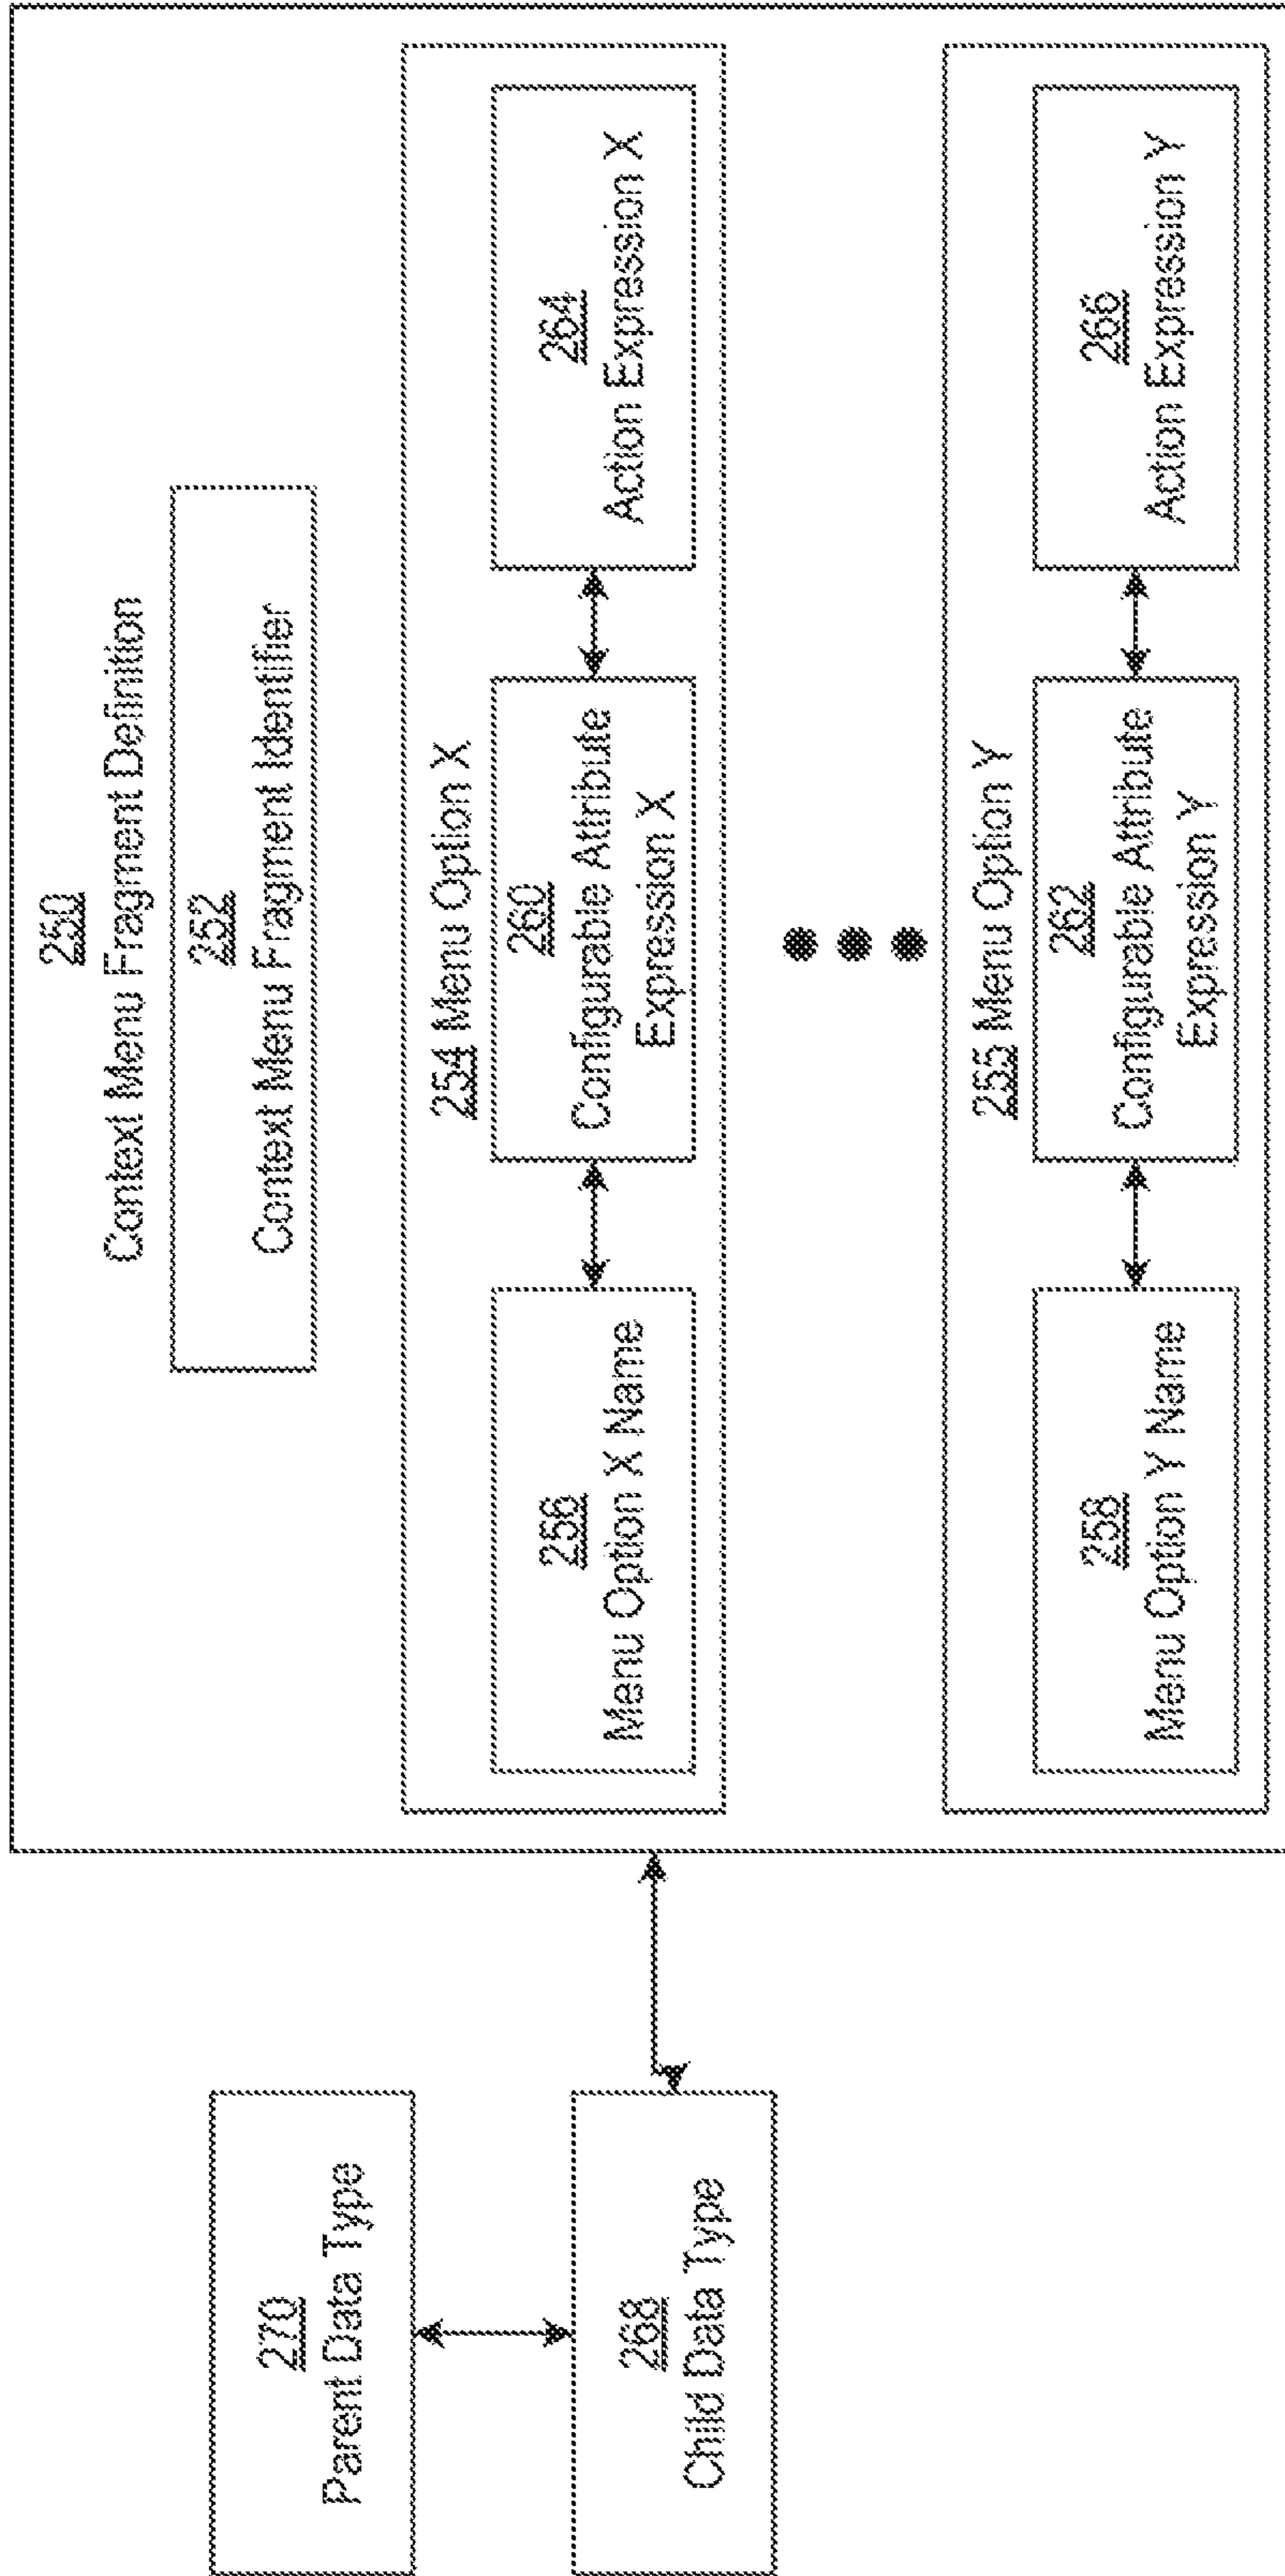 270
Parent Data Type
268
Child Data Type
250
Context Menu Fragment Definition
252
Context Menu Fragment Identifier
254 Menu Option X
256
Menu Option X Name
260
Configurable Attribute
Expression X
264
Action Expression X
255 Menu Option Y
258
Menu Option Y Name
262
Configurable Attribute
Expression Y
266
Action Expression Y